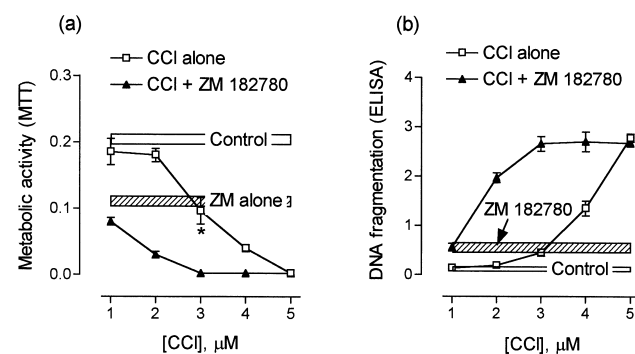 (a)
CCI alone
CCI + ZM 182780
Metabolic activity (MTT)
0.3
0.2
0.1
0.0
Control
ZM alone
*
1 2 3 4 5
[CCI], μM
(b)
CCI alone
CCI + ZM 182780
DNA fragmentation (ELISA)
4
3
2
1
0
ZM 182780
Control
1 2 3 4 5
[CCI], μM